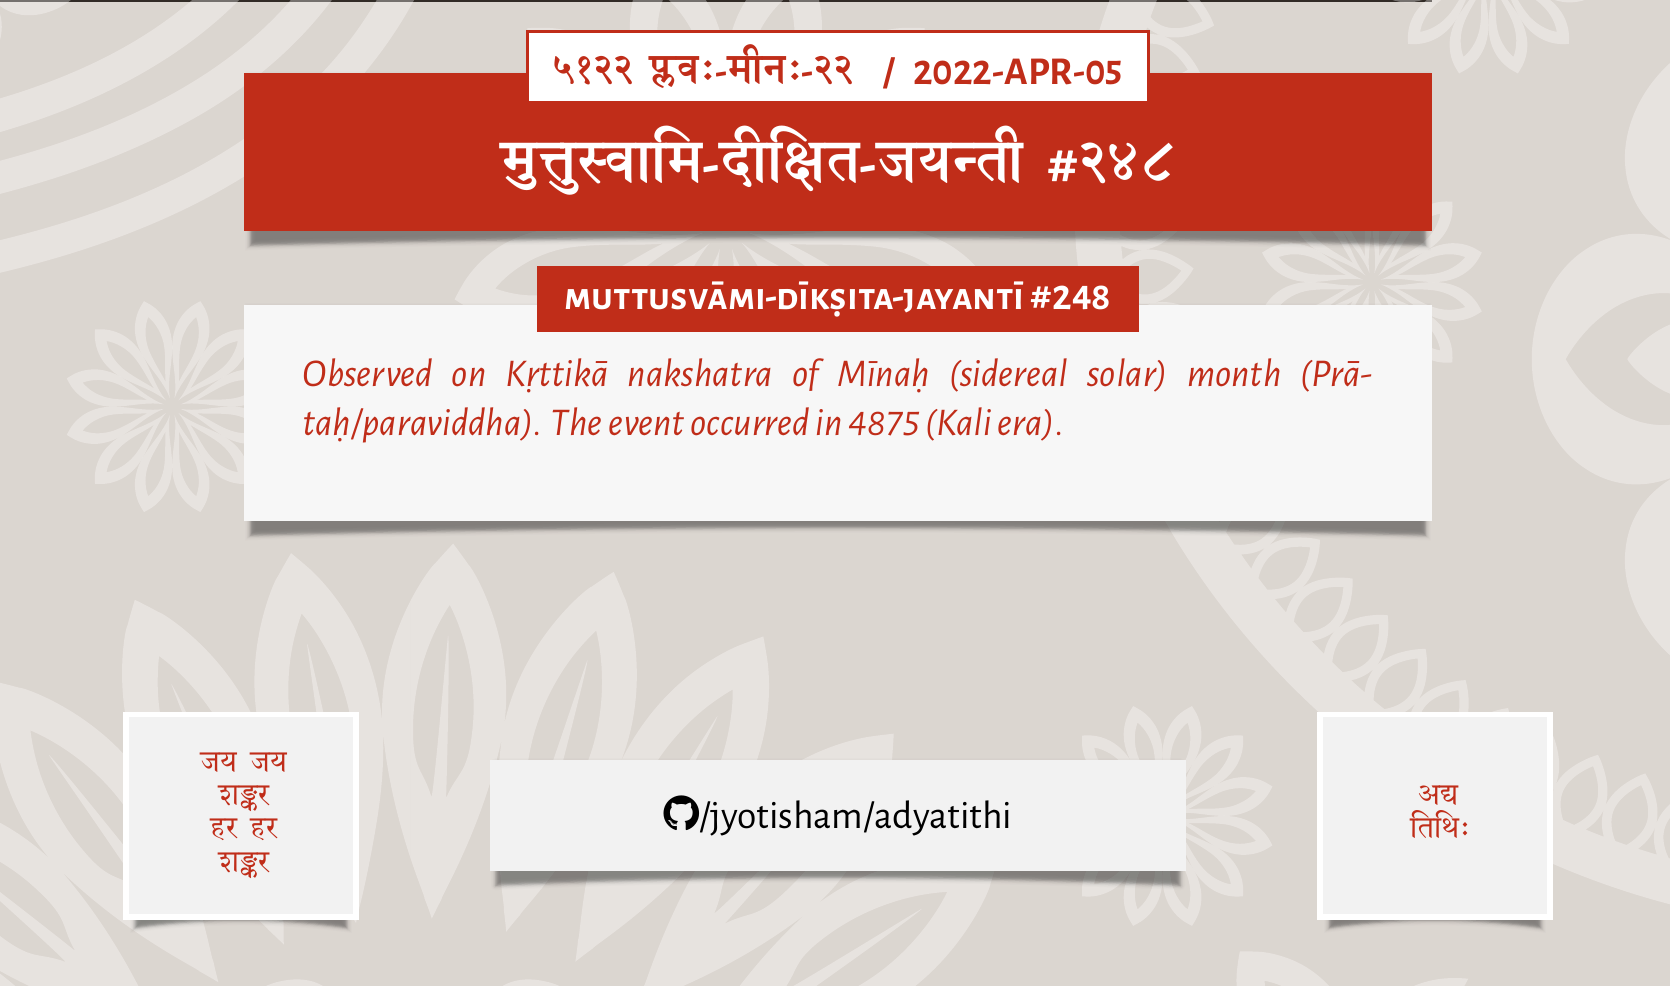 ५१२२ प्लवः-मीनः-२२ / 2022-APR-05
मुत्तुस्वामि-दीक्षित-जयन्ती #२४८
MUTTUSVĀMI-DĪKṢITA-JAYANTĪ #248
Observed on Kṛttikā nakshatra of Mīnaḥ (sidereal solar) month (Prā-
taḥ/paraviddha). The event occurred in 4875 (Kali era).
जय जय
शङ्कर
हर हर
शङ्कर
/jyotisham/adyatithi
अद्य
तिथिः